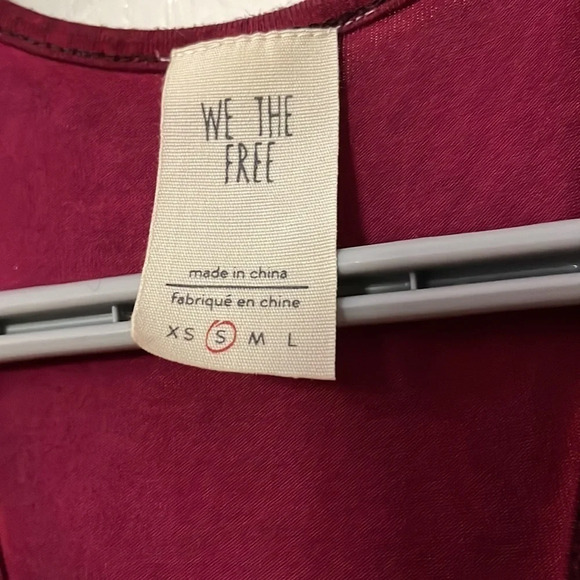 WE THE
FREE
made in china
fabriqué en chine
XS S M L